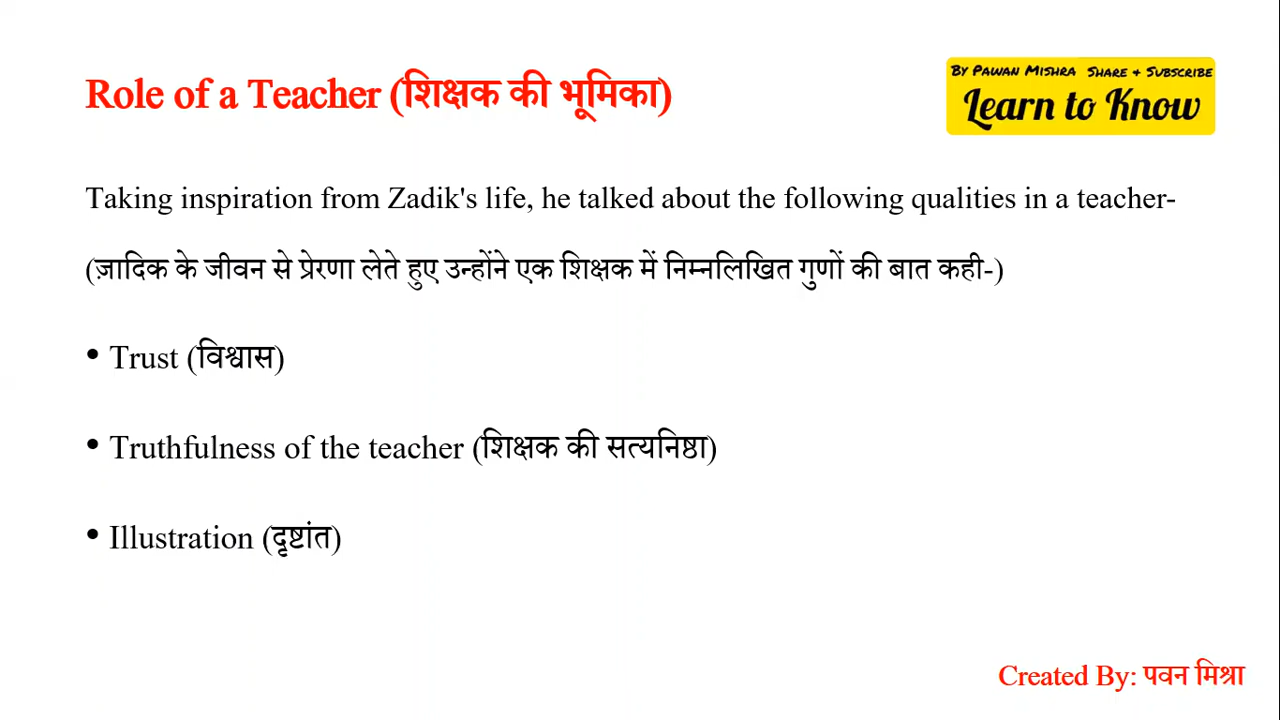 Role of a Teacher (शिक्षक की भूमिका)
By Pawan Mishra Share & Subscribe
Learn to Know
Taking inspiration from Zadik's life, he talked about the following qualities in a teacher-
(ज़ादिक के जीवन से प्रेरणा लेते हुए उन्होंने एक शिक्षक में निम्नलिखित गुणों की बात कही-)
• Trust (विश्वास)
• Truthfulness of the teacher (शिक्षक की सत्यनिष्ठा)
• Illustration (दृष्टांत)
Created By: पवन मिश्रा